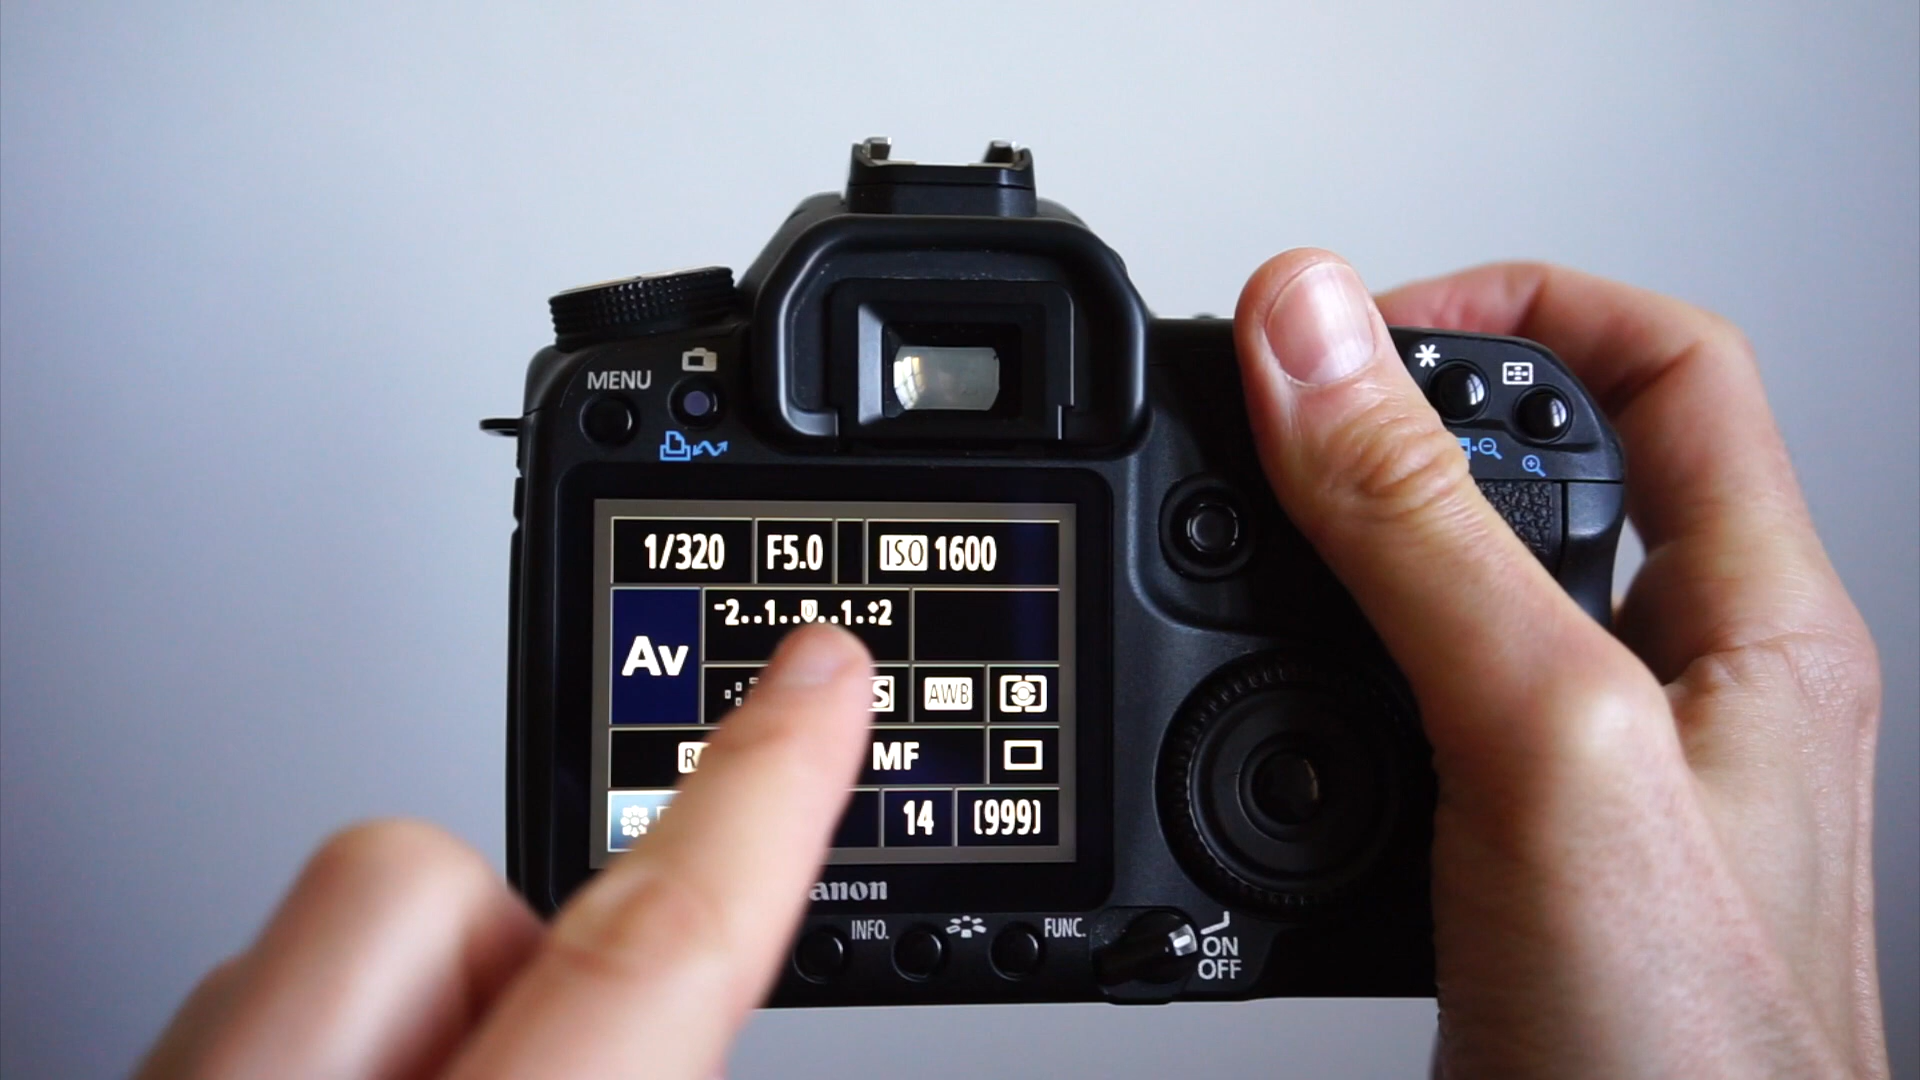 MENU
1/320 F5.0 ISO 1600
-2..1..0..1..+2
Av
AWB
MF
14 [999]
INFO. FUNC.
ON
OFF